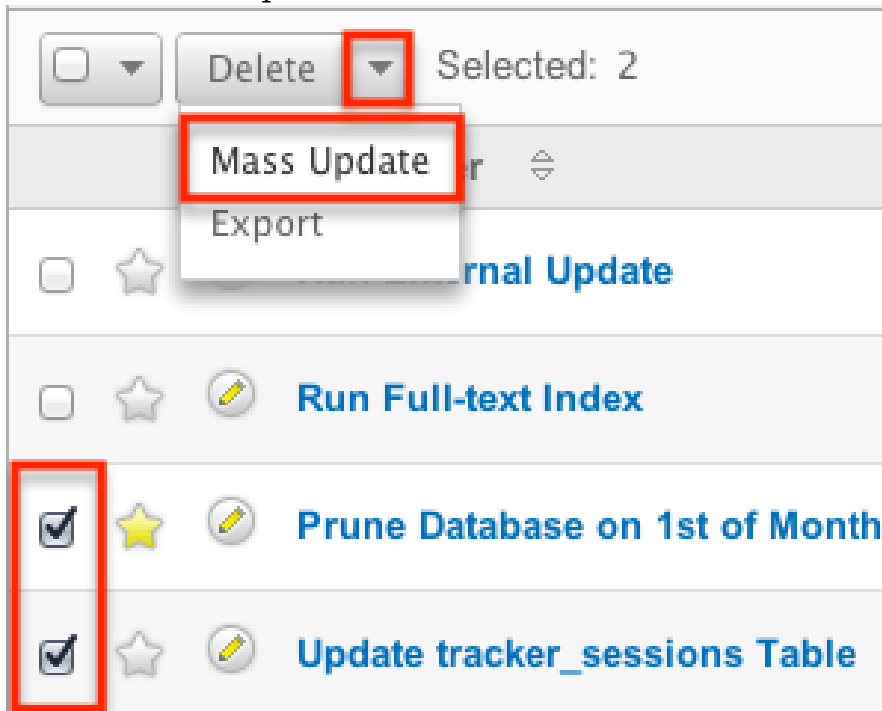 Delete Selected: 2
Mass Update
Export
rnal Update
Run Full-text Index
Prune Database on 1st of Month
Update tracker_sessions Table